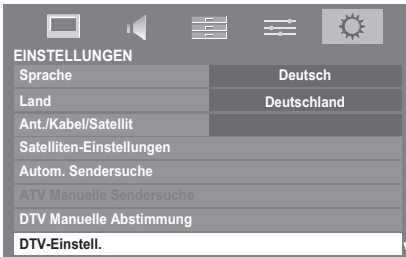 EINSTELLUNGEN
Sprache Deutsch
Land Deutschland
Ant./Kabel/Satellit
Satelliten-Einstellungen
Autom. Sendersuche
ATV Manuelle Sendersuche
DTV Manuelle Abstimmung
DTV-Einstell.